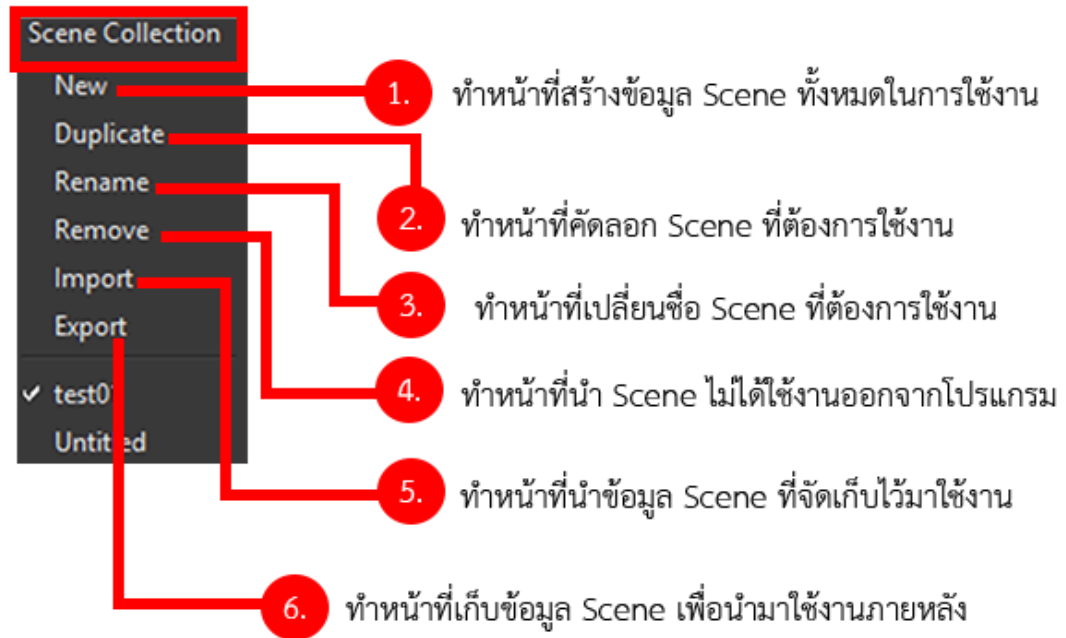 Scene Collection
New
1. ทำหน้าที่สร้างข้อมูล Scene ทั้งหมดในการใช้งาน
Duplicate
2. ทำหน้าที่คัดลอก Scene ที่ต้องการใช้งาน
Rename
3. ทำหน้าที่เปลี่ยนชื่อ Scene ที่ต้องการใช้งาน
Remove
4. ทำหน้าที่นำ Scene ไม่ได้ใช้งานออกจากโปรแกรม
Import
5. ทำหน้าที่นำข้อมูล Scene ที่จัดเก็บไว้มาใช้งาน
Export
6. ทำหน้าที่เก็บข้อมูล Scene เพื่อนำมาใช้งานภายหลัง
Untitled